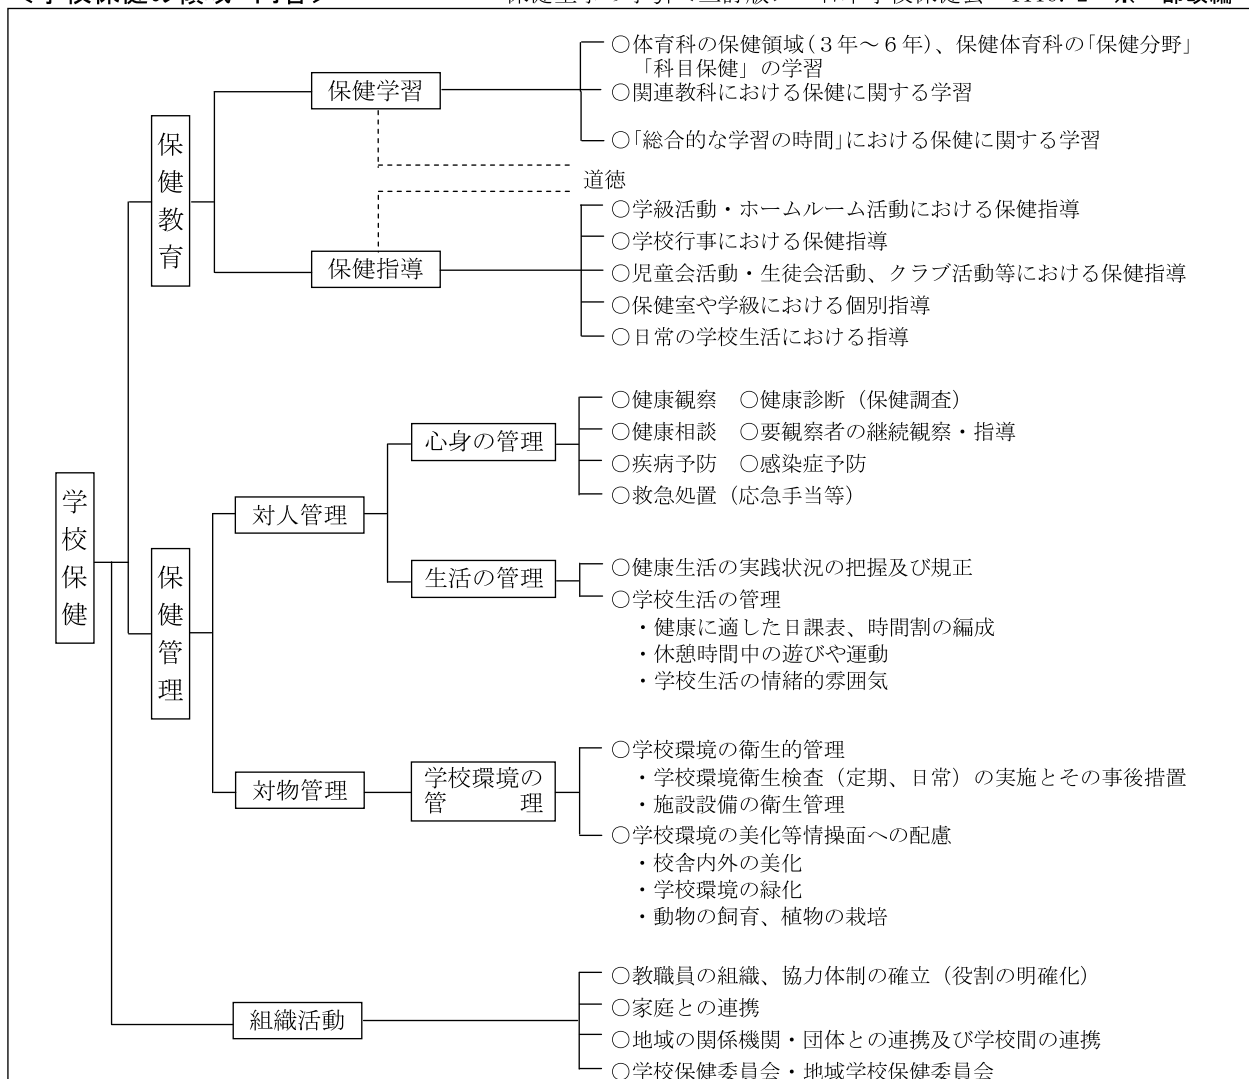 学校保健
保健教育
保健学習
○体育科の保健領域（３年～６年）、保健体育科の「保健分野」
「科目保健」の学習
○関連教科における保健に関する学習
○「総合的な学習の時間」における保健に関する学習
道徳
保健指導
○学級活動・ホームルーム活動における保健指導
○学校行事における保健指導
○児童会活動・生徒会活動、クラブ活動等における保健指導
○保健室や学級における個別指導
○日常の学校生活における指導
保健管理
対人管理
心身の管理
○健康観察　○健康診断（保健調査）
○健康相談　○要観察者の継続観察・指導
○疾病予防　○感染症予防
○救急処置（応急手当等）
生活の管理
○健康生活の実践状況の把握及び規正
○学校生活の管理
・健康に適した日課表、時間割の編成
・休憩時間中の遊びや運動
・学校生活の情緒的雰囲気
対物管理
学校環境の
管　　　理
○学校環境の衛生的管理
・学校環境衛生検査（定期、日常）の実施とその事後措置
・施設設備の衛生管理
○学校環境の美化等情操面への配慮
・校舎内外の美化
・学校環境の緑化
・動物の飼育、植物の栽培
組織活動
○教職員の組織、協力体制の確立（役割の明確化）
○家庭との連携
○地域の関係機関・団体との連携及び学校間の連携
○学校保健委員会・地域学校保健委員会